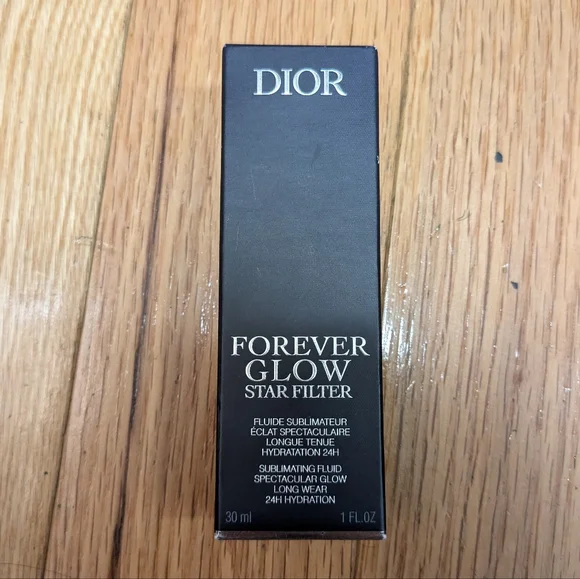 DIOR
FOREVER
GLOW
STAR FILTER
FLUIDE SUBLIMATEUR
ÉCLAT SPECTACULAIRE
LONGUE TENUE
HYDRATATION 24H
SUBLIMATING FLUID
SPECTACULAR GLOW
LONG WEAR
24H HYDRATION
30 ml 1 FL.OZ